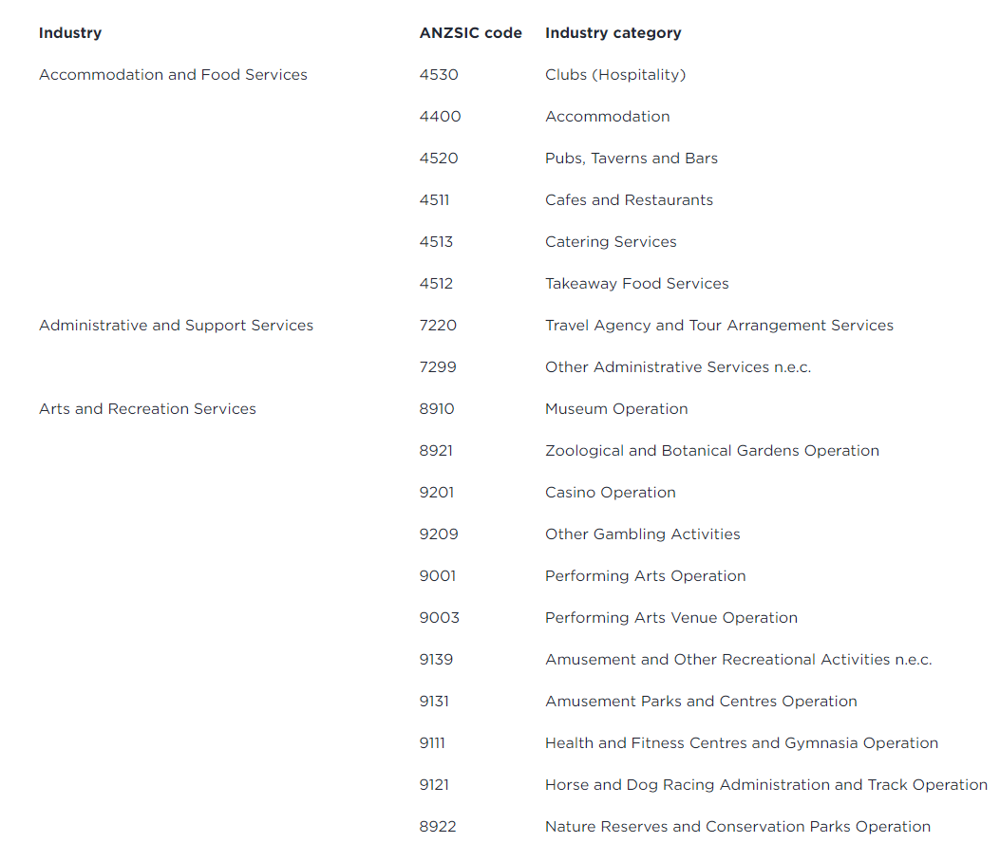 Industry ANZSIC code Industry category
Accommodation and Food Services 4530 Clubs (Hospitality)
4400 Accommodation
4520 Pubs, Taverns and Bars
4511 Cafes and Restaurants
4513 Catering Services
4512 Takeaway Food Services
Administrative and Support Services 7220 Travel Agency and Tour Arrangement Services
7299 Other Administrative Services n.e.c.
Arts and Recreation Services 8910 Museum Operation
8921 Zoological and Botanical Gardens Operation
9201 Casino Operation
9209 Other Gambling Activities
9001 Performing Arts Operation
9003 Performing Arts Venue Operation
9139 Amusement and Other Recreational Activities n.e.c.
9131 Amusement Parks and Centres Operation
9111 Health and Fitness Centres and Gymnasia Operation
9121 Horse and Dog Racing Administration and Track Operation
8922 Nature Reserves and Conservation Parks Operation